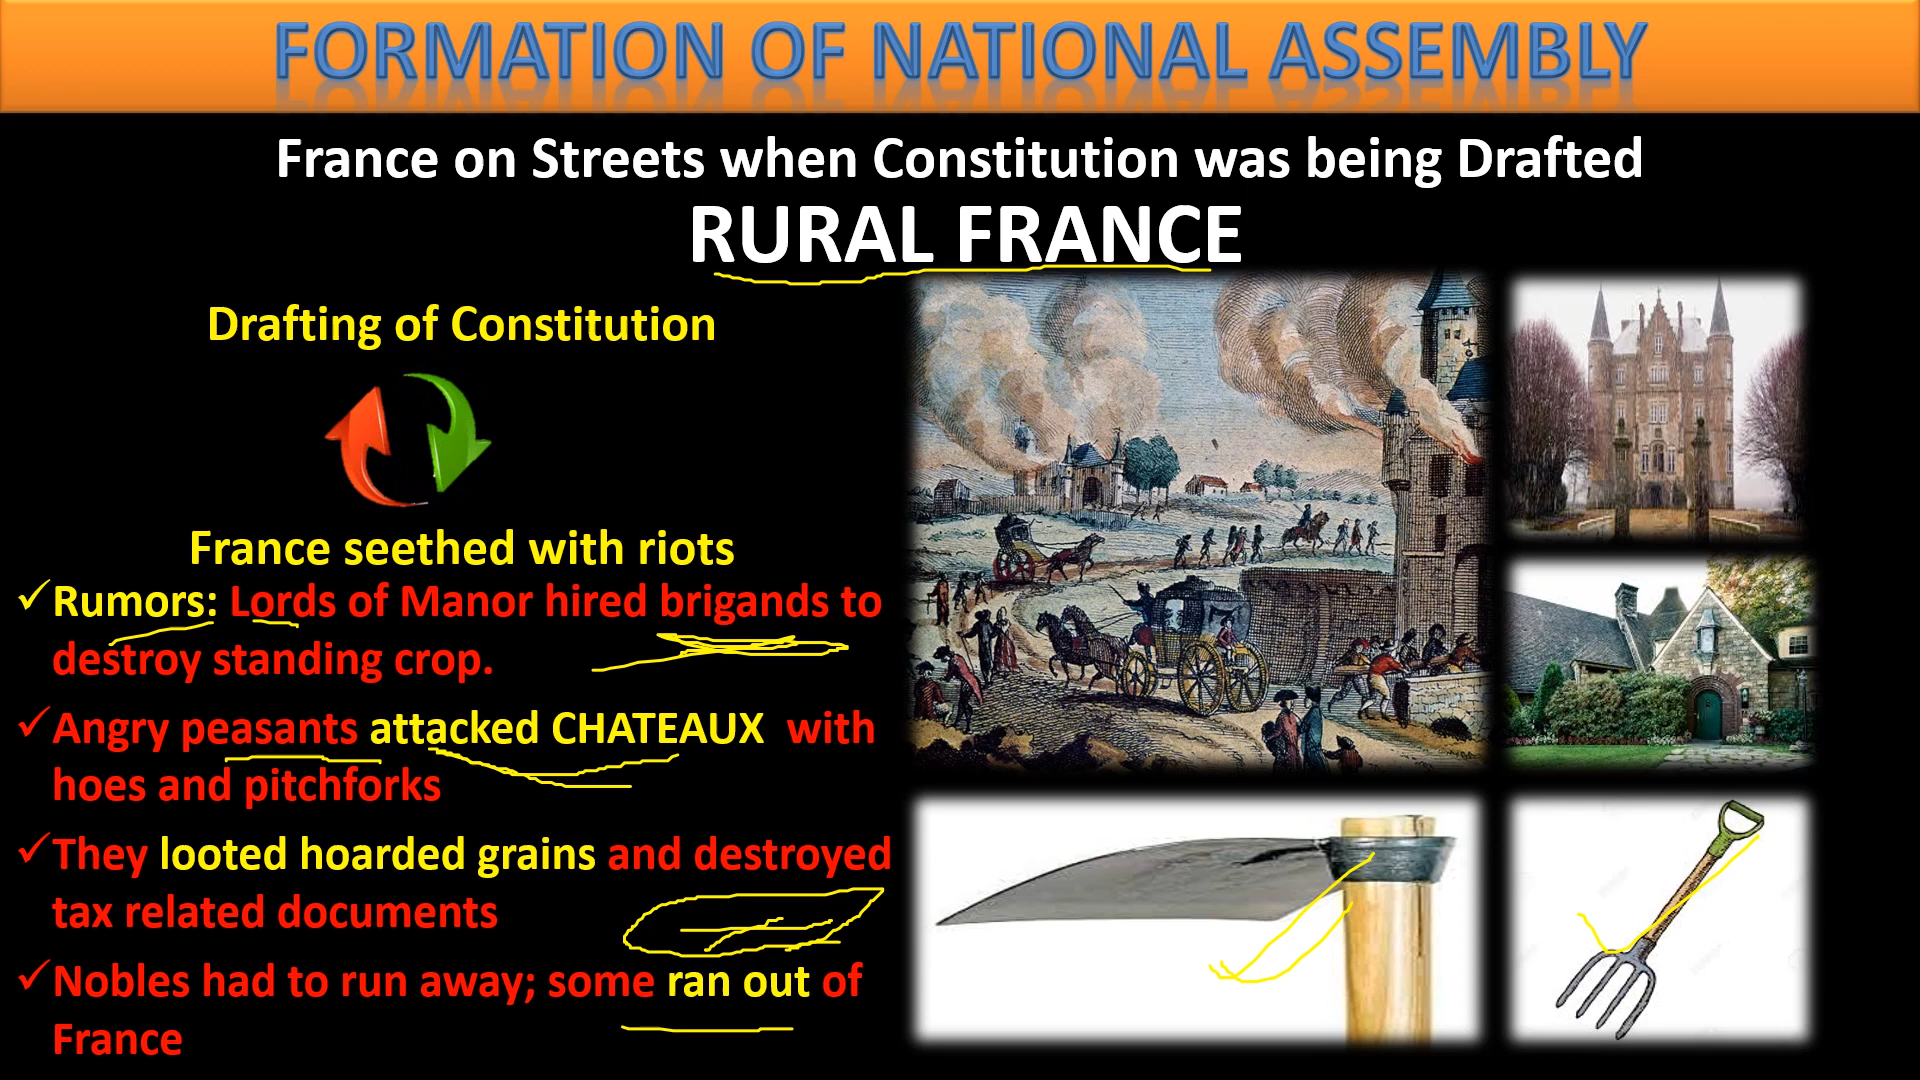 FORMATION OF NATIONAL ASSEMBLY
France on Streets when Constitution was being Drafted
RURAL FRANCE
Drafting of Constitution
France seethed with riots
✓Rumors: Lords of Manor hired brigands to
destroy standing crop.
✓Angry peasants attacked CHATEAUX with
hoes and pitchforks
✓They looted hoarded grains and destroyed
tax related documents
✓Nobles had to run away; some ran out of
France